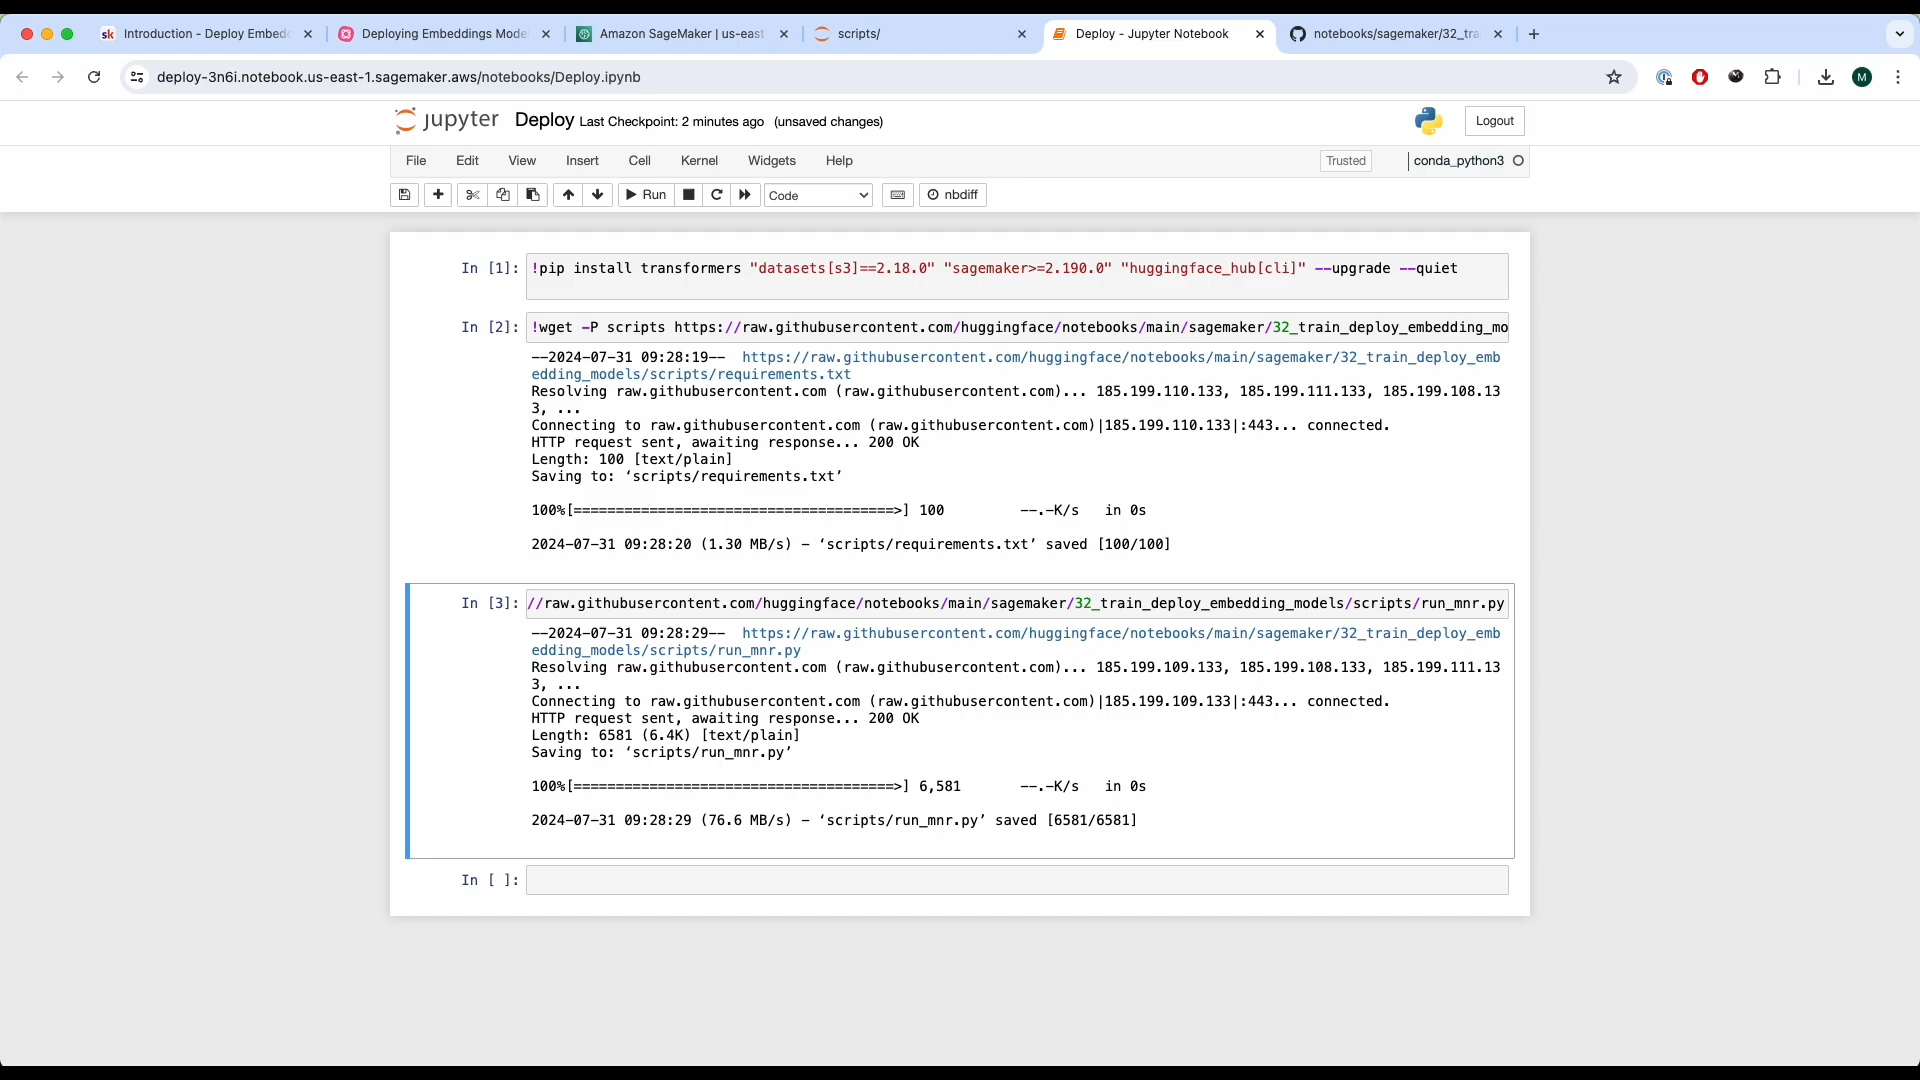 Introduction - Deploy Embed
Deploying Embeddings Mode
Amazon SageMaker | us-east
scripts/
Deploy - Jupyter Notebook
notebooks/sagemaker/32_tra
deploy-3n6i.notebook.us-east-1.sagemaker.aws/notebooks/Deploy.ipynb
M
jupyter Deploy Last Checkpoint: 2 minutes ago (unsaved changes)
Logout
File Edit View Insert Cell Kernel Widgets Help
Trusted
conda_python3
Run
Code
nbdiff
In [1]: !pip install transformers "datasets[s3]==2.18.0" "sagemaker>=2.190.0" "huggingface_hub[cli]" --upgrade --quiet
In [2]: !wget -P scripts https://raw.githubusercontent.com/huggingface/notebooks/main/sagemaker/32_train_deploy_embedding_mo
--2024-07-31 09:28:19-- https://raw.githubusercontent.com/huggingface/notebooks/main/sagemaker/32_train_deploy_emb
edding_models/scripts/requirements.txt
Resolving raw.githubusercontent.com (raw.githubusercontent.com)... 185.199.110.133, 185.199.111.133, 185.199.108.13
3, ...
Connecting to raw.githubusercontent.com (raw.githubusercontent.com)|185.199.110.133|:443... connected.
HTTP request sent, awaiting response... 200 OK
Length: 100 [text/plain]
Saving to: ‘scripts/requirements.txt’
100%[======================================>] 100 --.-K/s in 0s
2024-07-31 09:28:20 (1.30 MB/s) - ‘scripts/requirements.txt’ saved [100/100]
In [3]: //raw.githubusercontent.com/huggingface/notebooks/main/sagemaker/32_train_deploy_embedding_models/scripts/run_mnr.py
--2024-07-31 09:28:29-- https://raw.githubusercontent.com/huggingface/notebooks/main/sagemaker/32_train_deploy_emb
edding_models/scripts/run_mnr.py
Resolving raw.githubusercontent.com (raw.githubusercontent.com)... 185.199.109.133, 185.199.108.133, 185.199.111.13
3, ...
Connecting to raw.githubusercontent.com (raw.githubusercontent.com)|185.199.109.133|:443... connected.
HTTP request sent, awaiting response... 200 OK
Length: 6581 (6.4K) [text/plain]
Saving to: ‘scripts/run_mnr.py’
100%[======================================>] 6,581 --.-K/s in 0s
2024-07-31 09:28:29 (76.6 MB/s) - ‘scripts/run_mnr.py’ saved [6581/6581]
In [ ]: